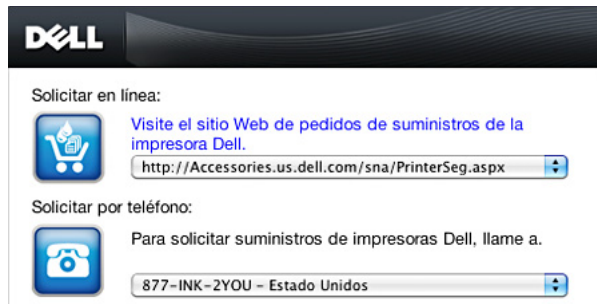 DELL
Solicitar en línea:
Visite el sitio Web de pedidos de suministros de la
impresora Dell.
http://Accessories.us.dell.com/sna/PrinterSeg.aspx
Solicitar por teléfono:
Para solicitar suministros de impresoras Dell, llame a.
877-INK-2YOU - Estado Unidos